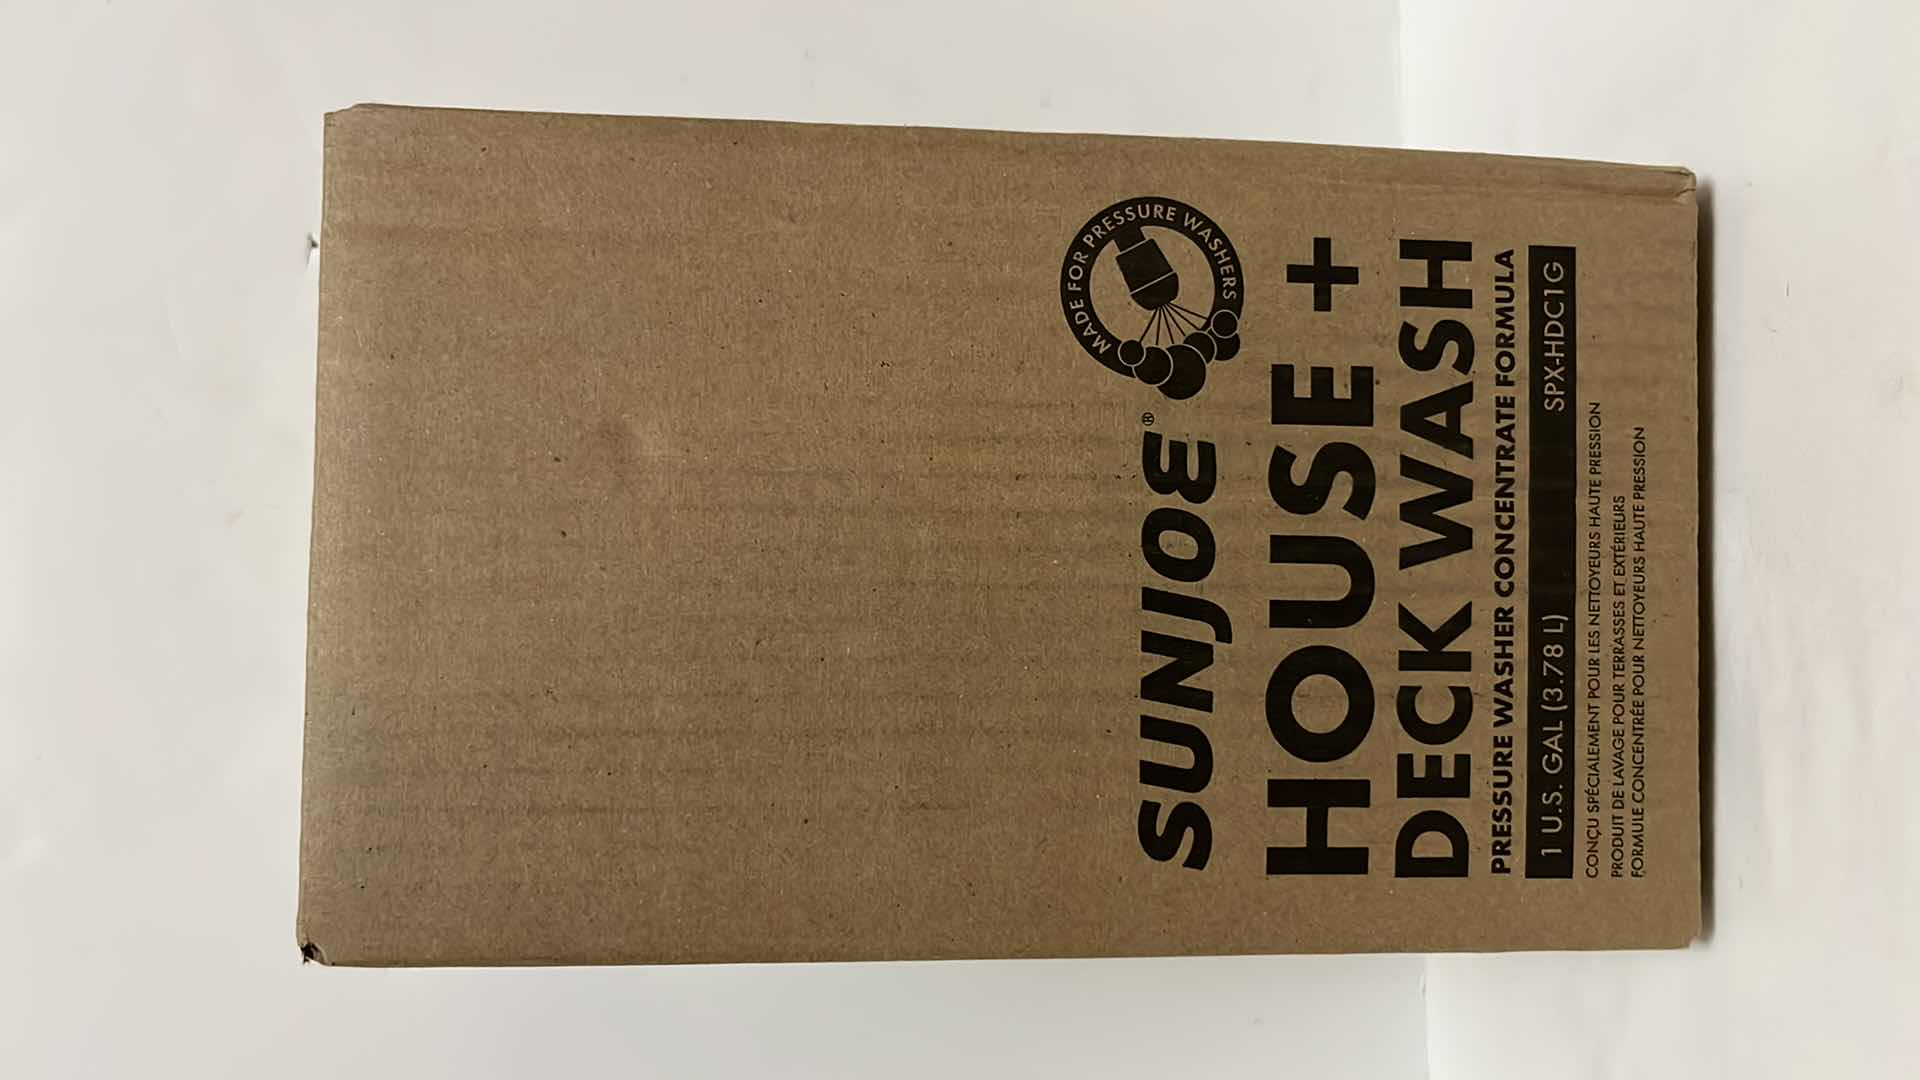 MADE FOR PRESSURE WASHERS
SUNJOE®
HOUSE +
DECK WASH
PRESSURE WASHER CONCENTRATE FORMULA
1 U.S. GAL (3.78 L) SPX-HDC1G
CONÇU SPÉCIALEMENT POUR LES NETTOYEURS HAUTE PRESSION
PRODUIT DE LAVAGE POUR TERRASSES ET EXTÉRIEURS
FORMULE CONCENTRÉE POUR NETTOYEURS HAUTE PRESSION